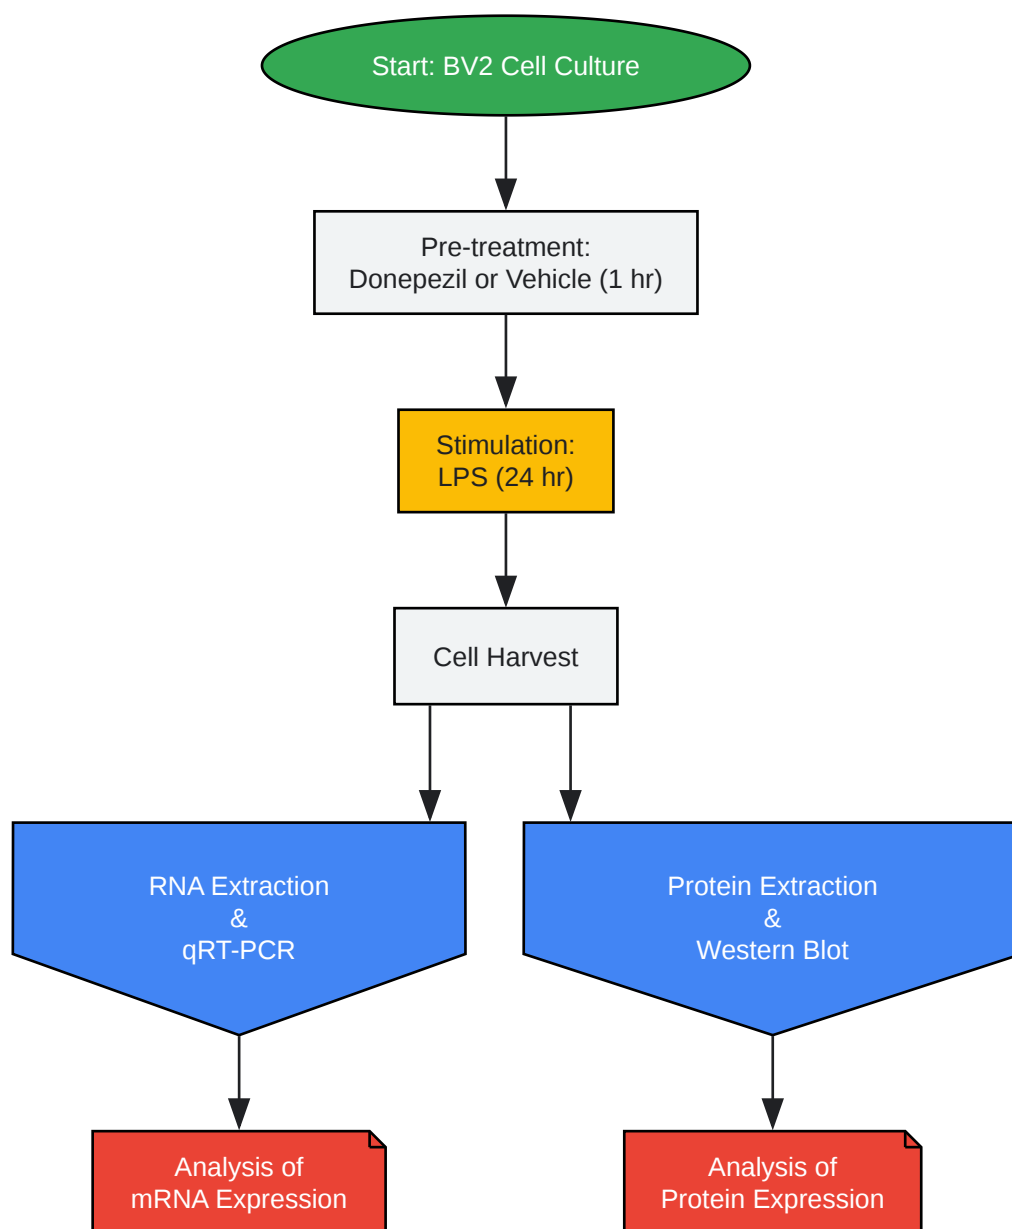 Start: BV2 Cell Culture
Pre-treatment:
Donepezil or Vehicle (1 hr)
Stimulation:
LPS (24 hr)
Cell Harvest
RNA Extraction
&
qRT-PCR
Protein Extraction
&
Western Blot
Analysis of
mRNA Expression
Analysis of
Protein Expression